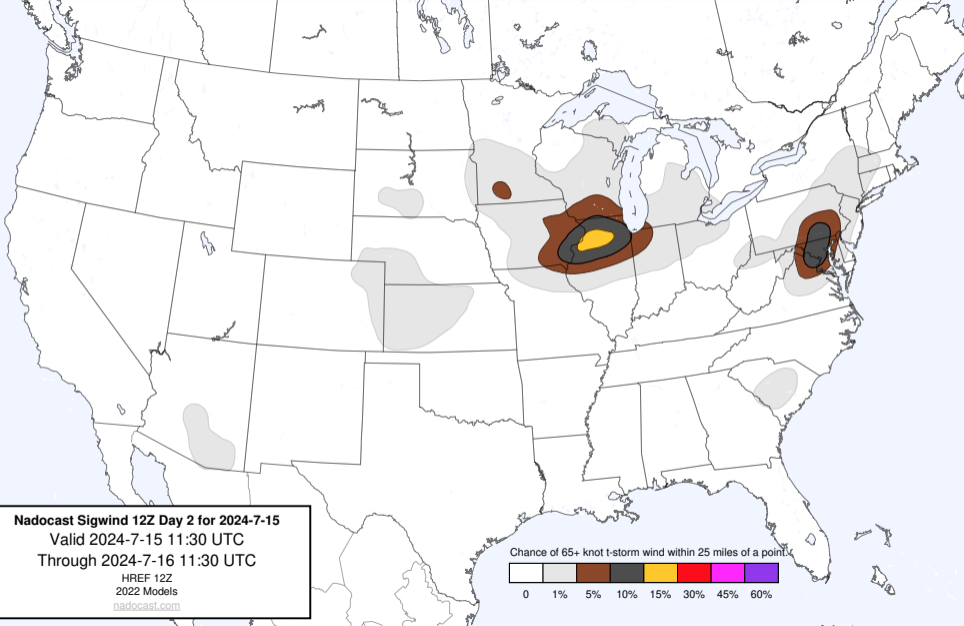 Nadocast Sigwind 12Z Day 2 for 2024-7-15
Valid 2024-7-15 11:30 UTC
Through 2024-7-16 11:30 UTC
HREF 12Z
2022 Models
nadocast.com
Chance of 65+ knot t-storm wind within 25 miles of a point.
0 1% 5% 10% 15% 30% 45% 60%